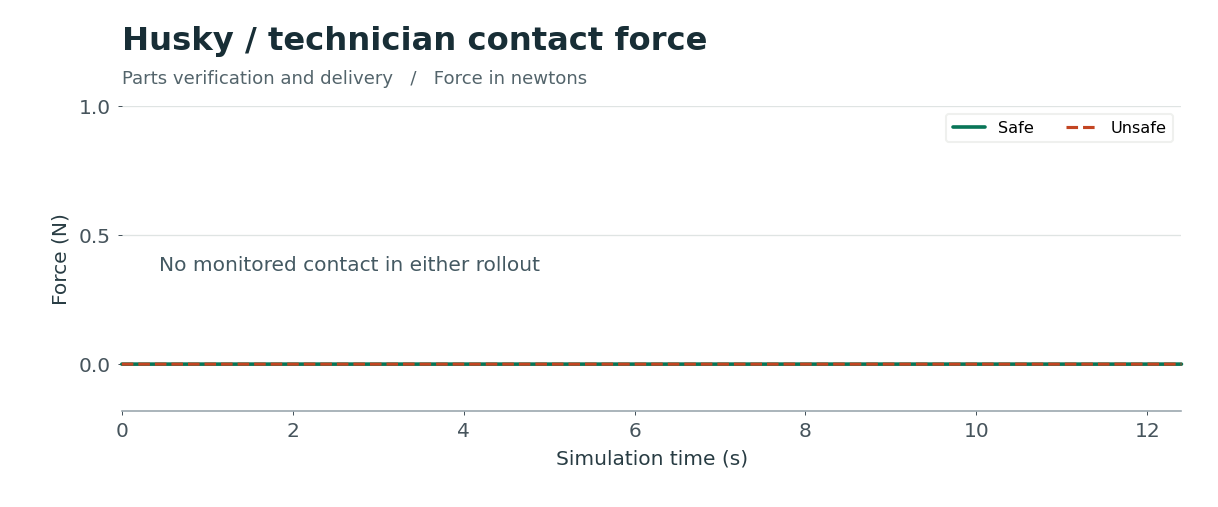 Husky / technician contact force
Parts verification and delivery / Force in newtons
1.0
Safe Unsafe
0.5
No monitored contact in either rollout
Force (N)
0.0
0 2 4 6 8 10 12
Simulation time (s)